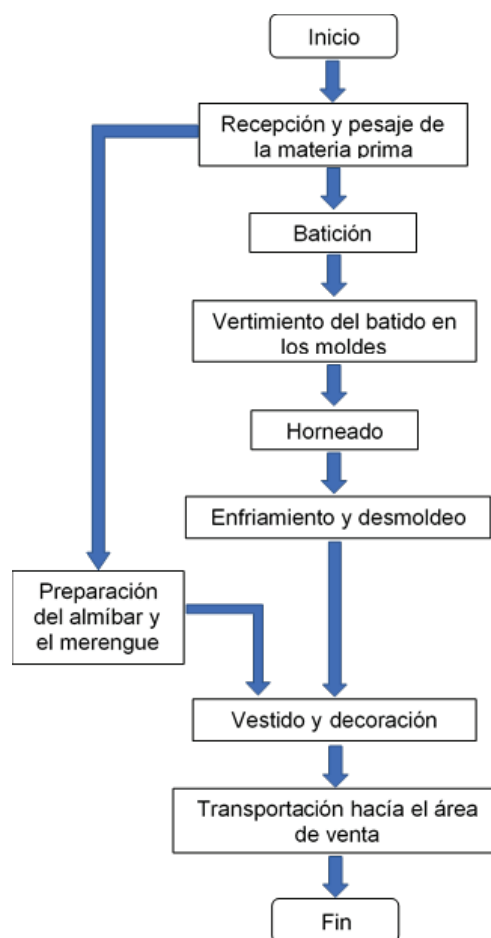 Inicio
Recepción y pesaje de
la materia prima
Batición
Vertimiento del batido en
los moldes
Horneado
Enfriamiento y desmoldeo
Preparación
del almíbar y
el merengue
Vestido y decoración
Transportación hacía el área
de venta
Fin